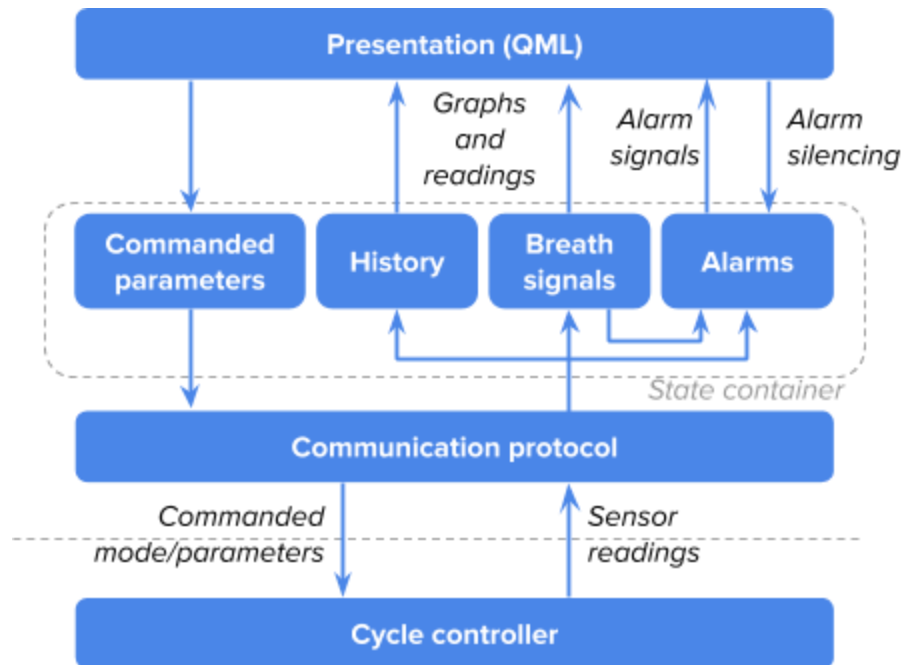 Presentation (QML)
Graphs
and
readings
Alarm
signals
Alarm
silencing
Commanded
parameters
History
Breath
signals
Alarms
State container
Communication protocol
Commanded
mode/parameters
Sensor
readings
Cycle controller